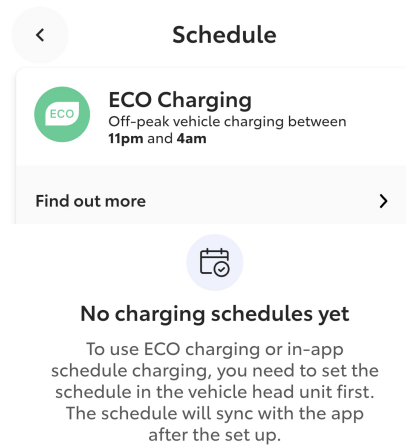 Schedule
ECO
ECO Charging
Off-peak vehicle charging between
11pm and 4am
Find out more
No charging schedules yet
To use ECO charging or in-app
schedule charging, you need to set the
schedule in the vehicle head unit first.
The schedule will sync with the app
after the set up.